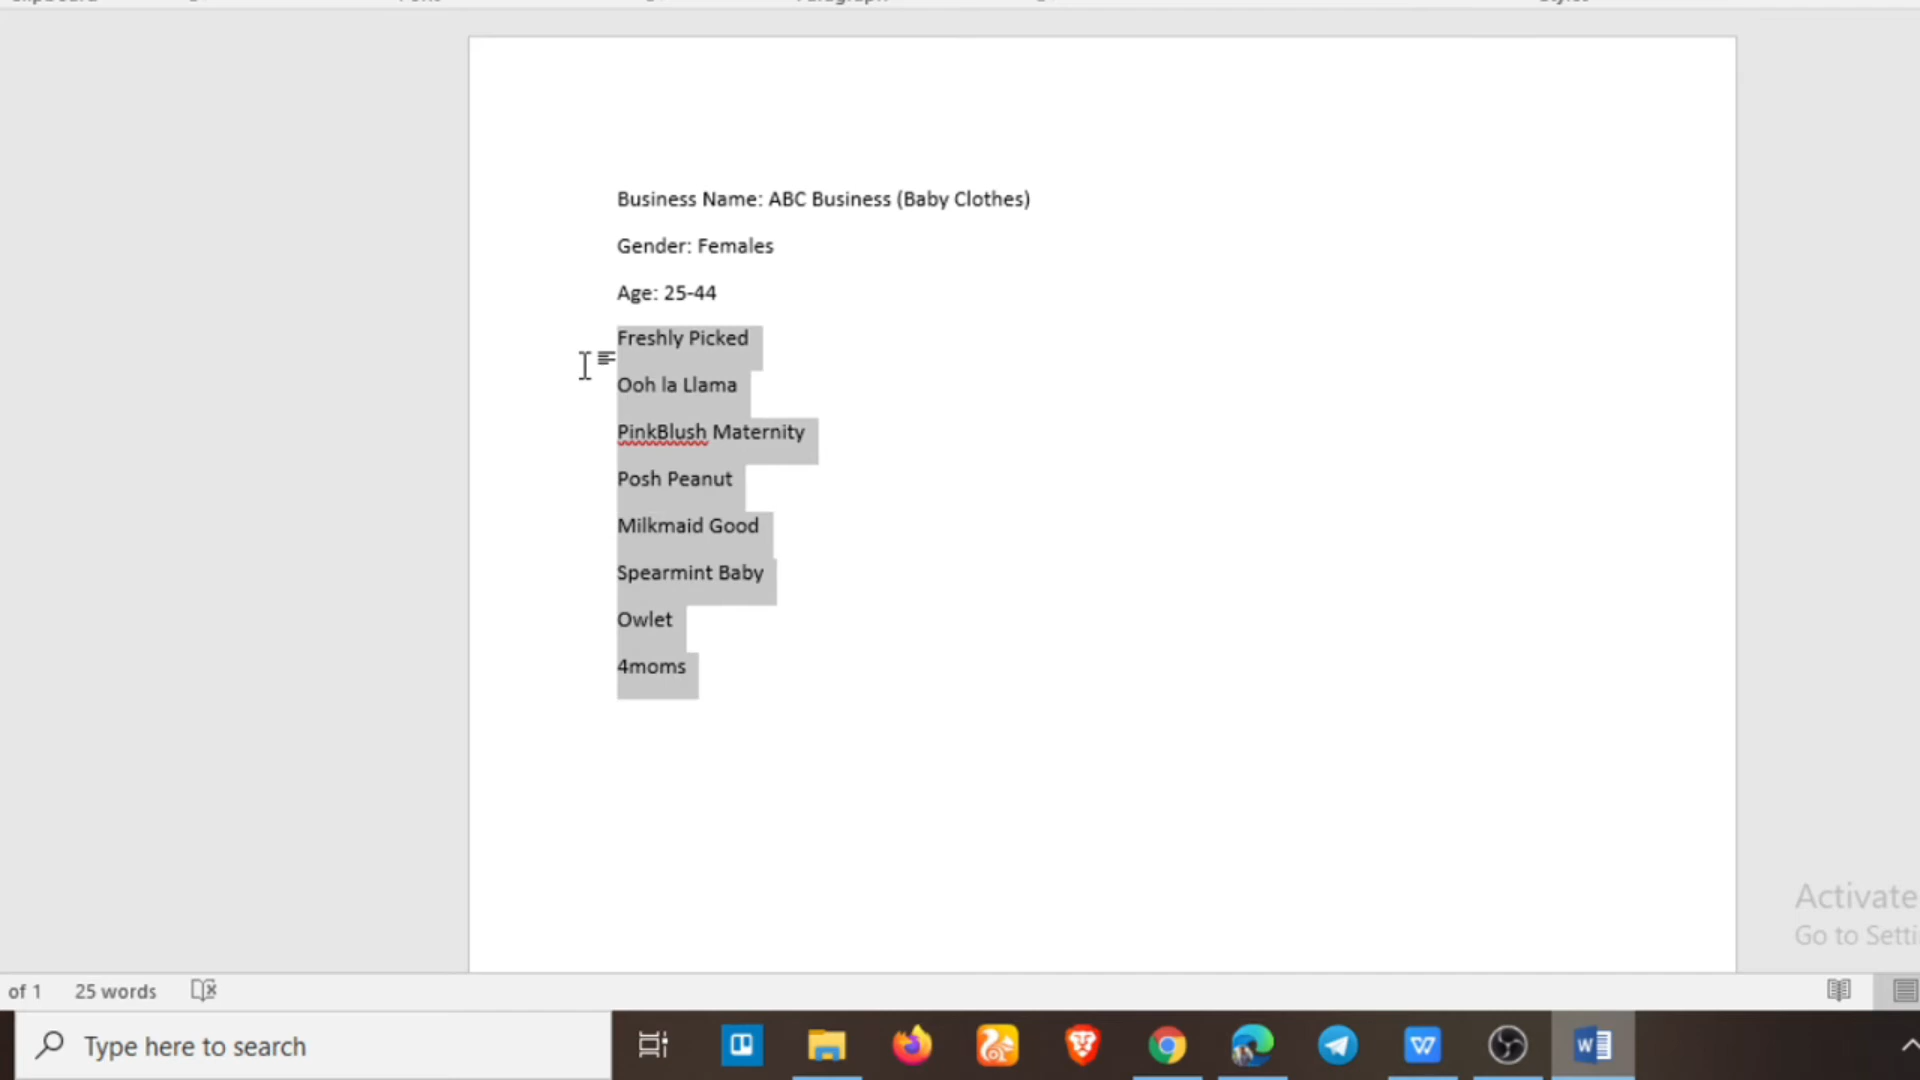 Business Name: ABC Business (Baby Clothes)
Gender: Females
Age: 25-44
Freshly Picked
Ooh la Llama
PinkBlush Maternity
Posh Peanut
Milkmaid Good
Spearmint Baby
Owlet
4moms
Activate
Go to Setti
of 1 25 words
Type here to search